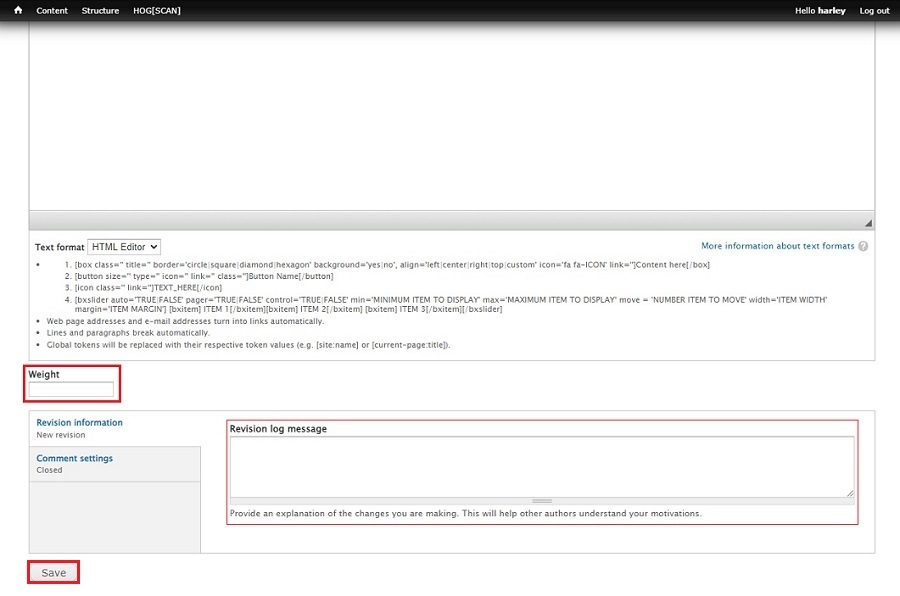 Content Structure HOG[SCAN] Hello harley Log out
Text format HTML Editor More information about text formats ?
1. [box class='' title='' border='circle|square|diamond|hexagon' background='yes|no', align='left|center|right|top|custom' icon='fa fa-ICON' link='']Content here[/box]
2. [button size='' type='' icon='' link='' class='']Button Name[/button]
3. [icon class='' link='']TEXT_HERE[/icon]
4. [bxslider auto='TRUE|FALSE' pager='TRUE|FALSE' control='TRUE|FALSE' min='MINIMUM ITEM TO DISPLAY' max='MAXIMUM ITEM TO DISPLAY' move = 'NUMBER ITEM TO MOVE' width='ITEM WIDTH'
margin='ITEM MARGIN'] [bxitem] ITEM 1[/bxitem][bxitem] ITEM 2[/bxitem] [bxitem] ITEM 3[/bxitem][/bxslider]
• Web page addresses and e-mail addresses turn into links automatically.
• Lines and paragraphs break automatically.
• Global tokens will be replaced with their respective token values (e.g. [site:name] or [current-page:title]).
Weight
Revision information
New revision
Comment settings
Closed
Revision log message
Provide an explanation of the changes you are making. This will help other authors understand your motivations.
Save